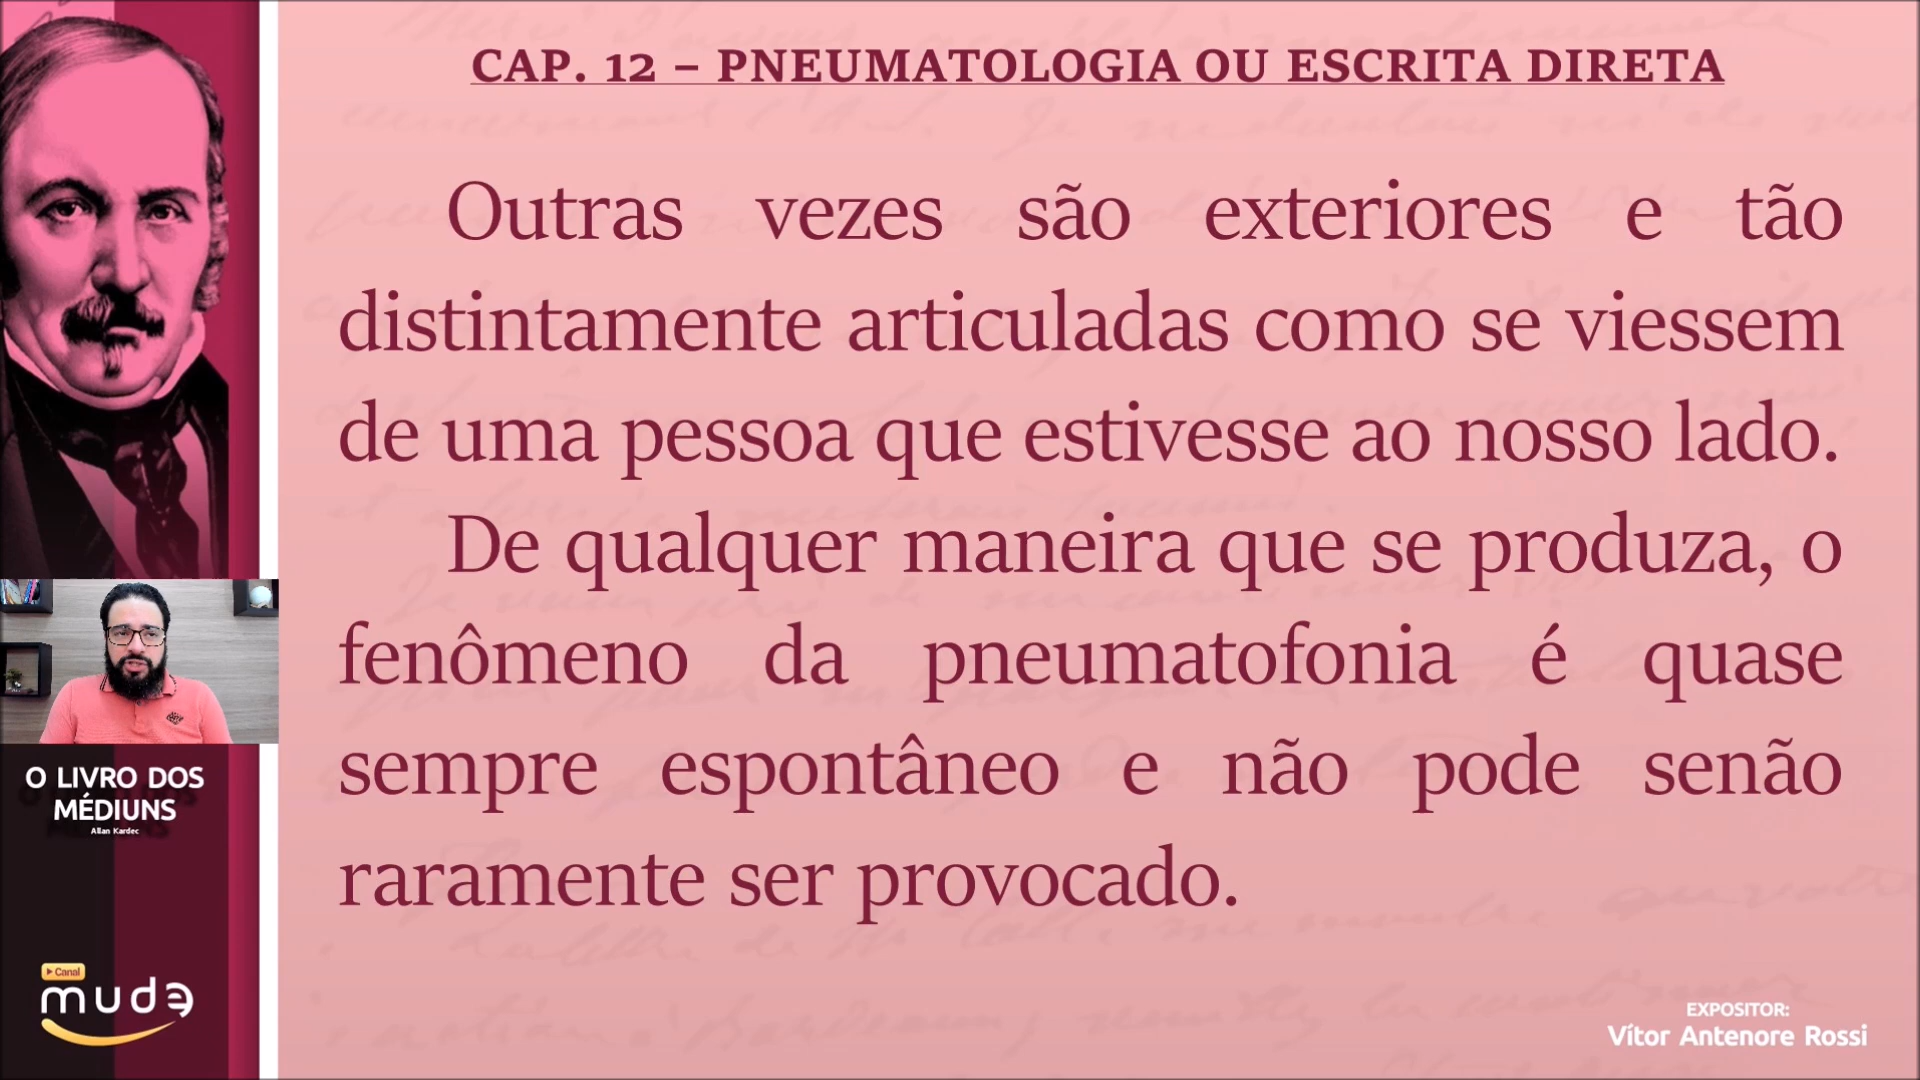 CAP. 12 – PNEUMATOLOGIA OU ESCRITA DIRETA
Outras vezes são exteriores e tão
distintamente articuladas como se viessem
de uma pessoa que estivesse ao nosso lado.
De qualquer maneira que se produza, o
fenômeno da pneumatofonia é quase
sempre espontâneo e não pode senão
raramente ser provocado.
O LIVRO DOS
MÉDIUNS
Allan Kardec
Canal
mude
EXPOSITOR:
Vítor Antenore Rossi